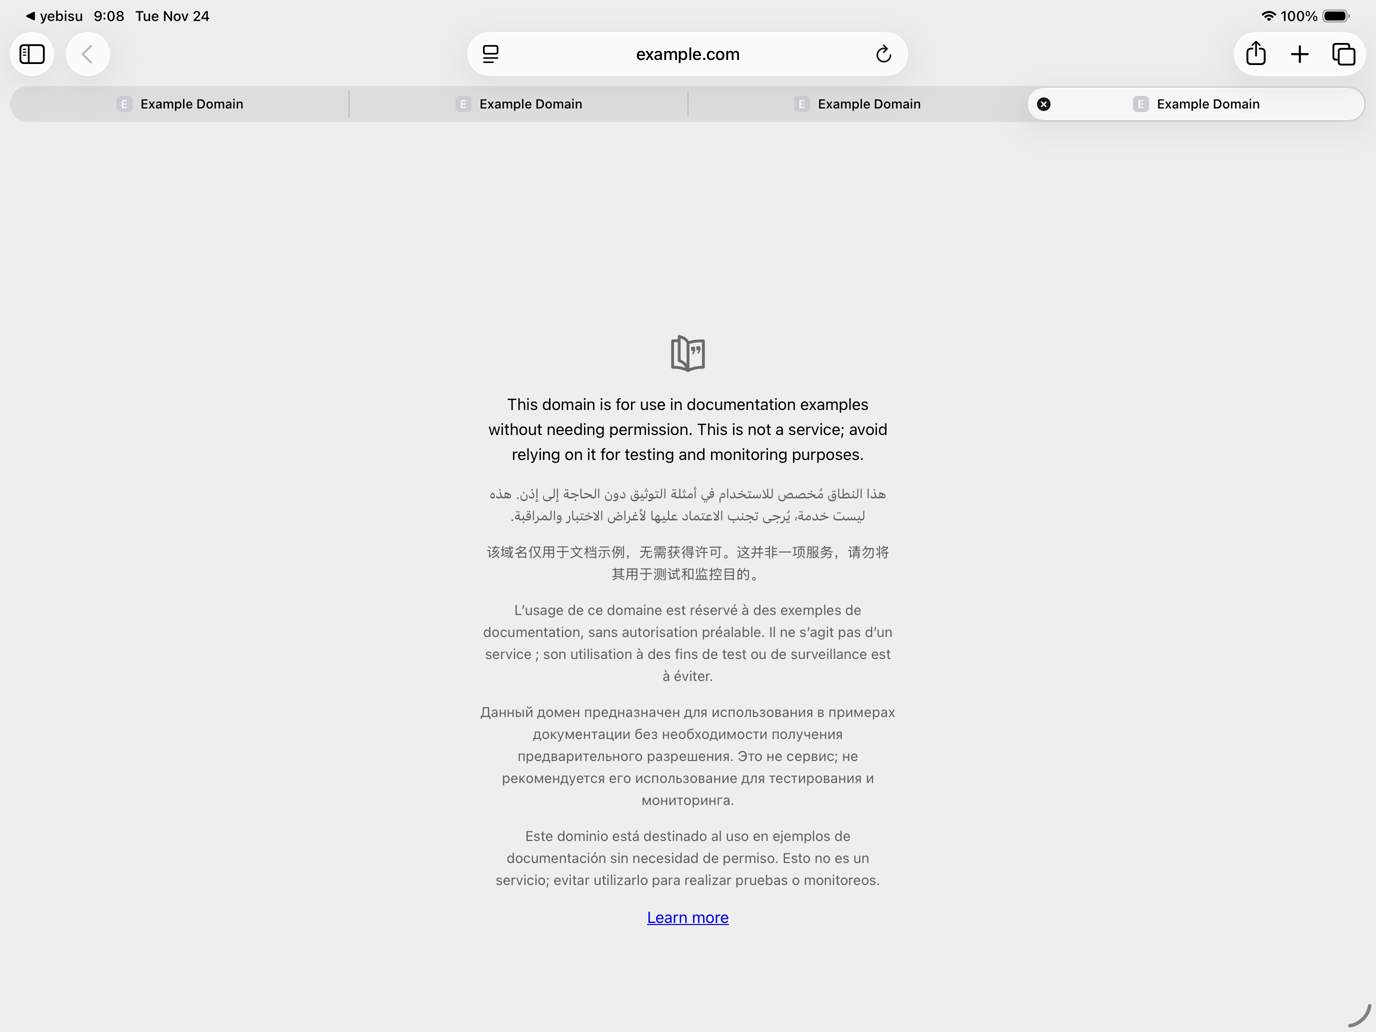 ◀ yebisu 9:08 Tue Nov 24 100%
example.com
E Example Domain
E Example Domain
E Example Domain
E Example Domain
This domain is for use in documentation examples
without needing permission. This is not a service; avoid
relying on it for testing and monitoring purposes.
هذا النطاق مُخصص للاستخدام في أمثلة التوثيق دون الحاجة إلى إذن. هذه
ليست خدمة، يُرجى تجنب الاعتماد عليها لأغراض الاختبار والمراقبة.
该域名仅用于文档示例，无需获得许可。这并非一项服务，请勿将
其用于测试和监控目的。
L’usage de ce domaine est réservé à des exemples de
documentation, sans autorisation préalable. Il ne s’agit pas d’un
service ; son utilisation à des fins de test ou de surveillance est
à éviter.
Данный домен предназначен для использования в примерах
документации без необходимости получения
предварительного разрешения. Это не сервис; не
рекомендуется его использование для тестирования и
мониторинга.
Este dominio está destinado al uso en ejemplos de
documentación sin necesidad de permiso. Esto no es un
servicio; evitar utilizarlo para realizar pruebas o monitoreos.
Learn more